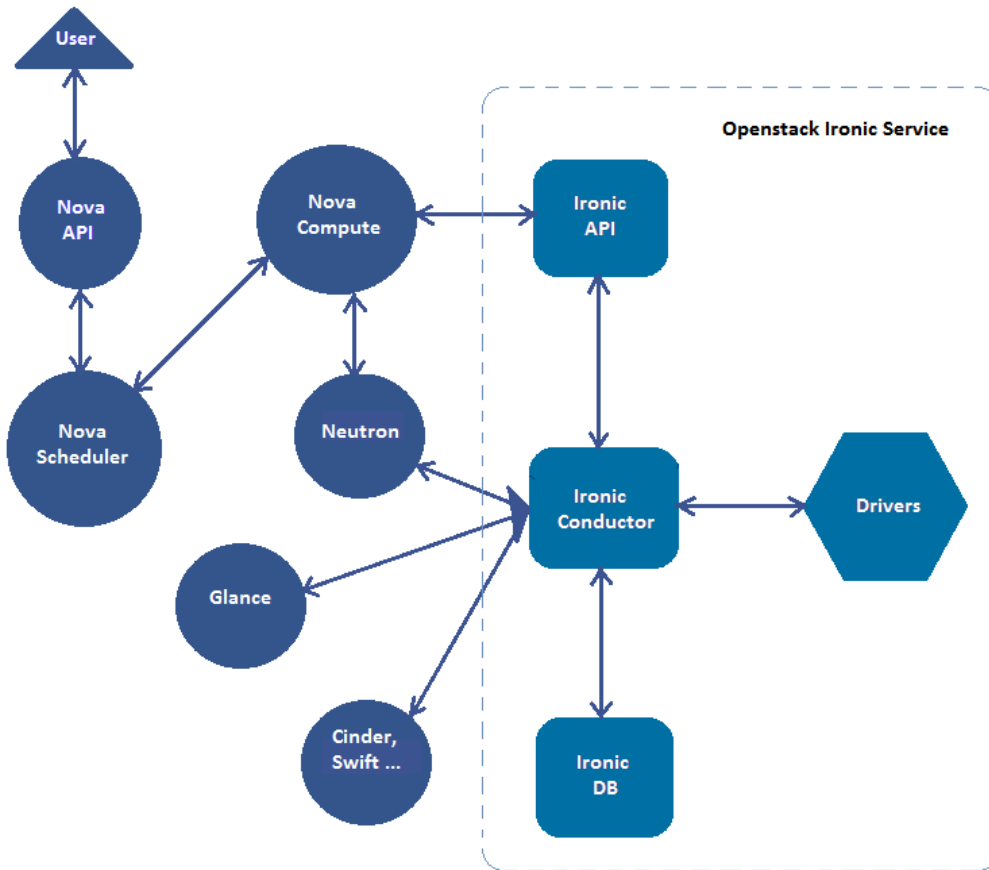 User
Openstack Ironic Service
Nova
API
Nova
Compute
Ironic
API
Nova
Scheduler
Neutron
Ironic
Conductor
Drivers
Glance
Cinder,
Swift ...
Ironic
DB